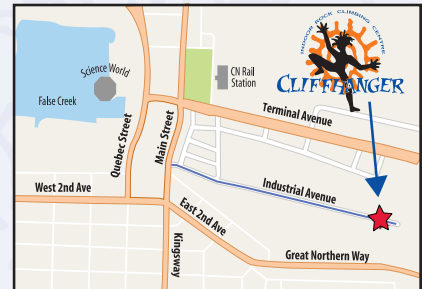 INDOOR ROCK CLIMBING CENTRE
CLIFFHANGER
Science World
CN Rail
Station
False Creek
Terminal Avenue
Quebec Street
Main Street
West 2nd Ave
Industrial Avenue
East 2nd Ave
Kingsway
Great Northern Way